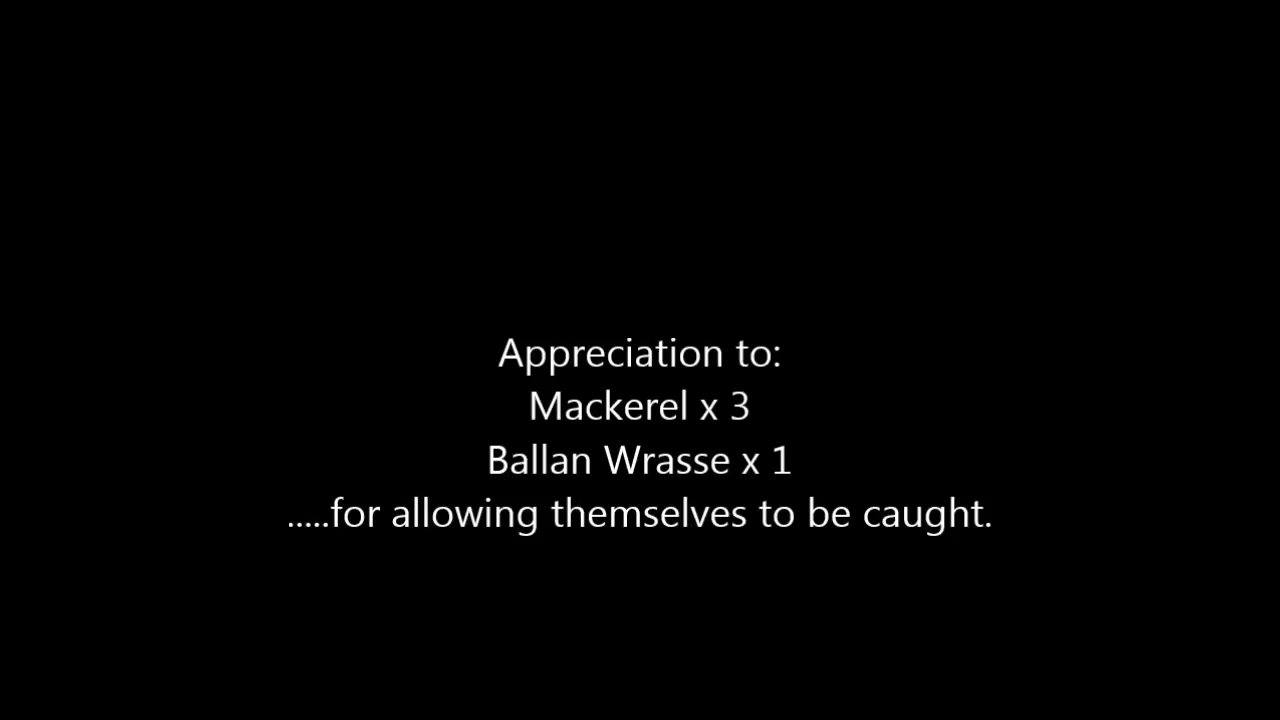 Appreciation to:
Mackerel x 3
Ballan Wrasse x 1
.....for allowing themselves to be caught.